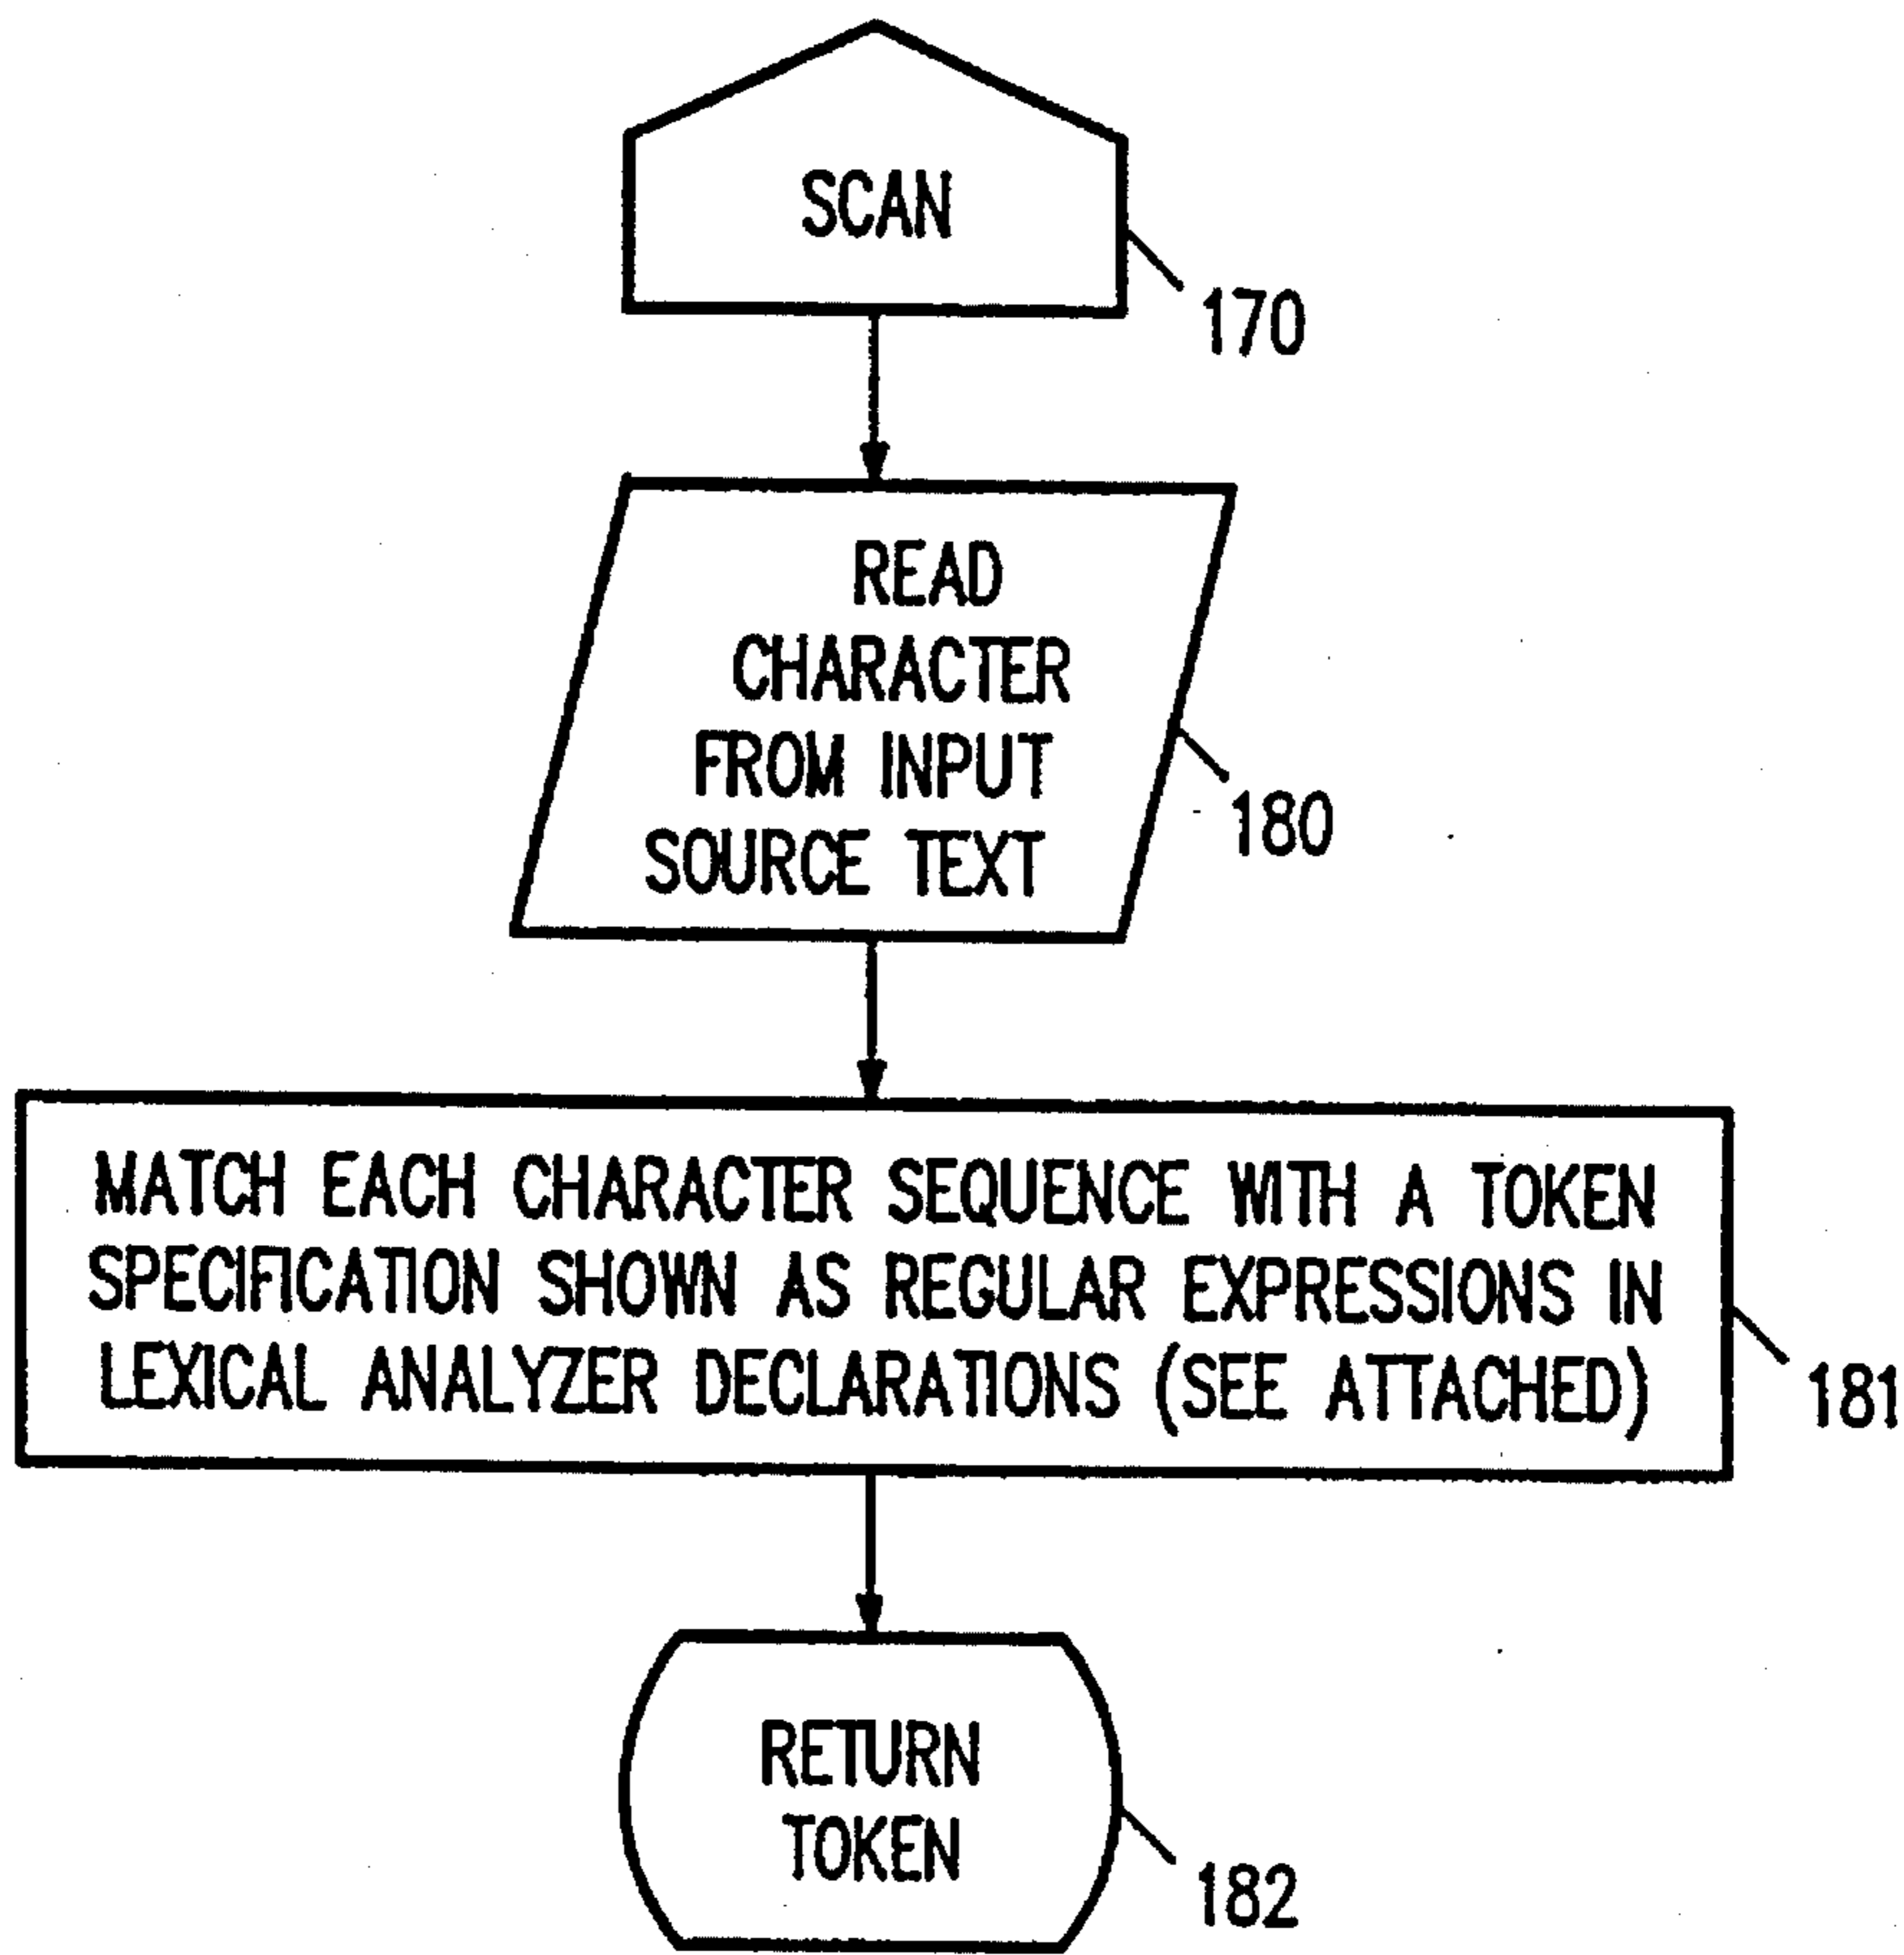 SCAN
170
READ
CHARACTER
FROM INPUT
SOURCE TEXT
180
MATCH EACH CHARACTER SEQUENCE WITH A TOKEN
SPECIFICATION SHOWN AS REGULAR EXPRESSIONS IN
LEXICAL ANALYZER DECLARATIONS (SEE ATTACHED)
181
RETURN
TOKEN
182